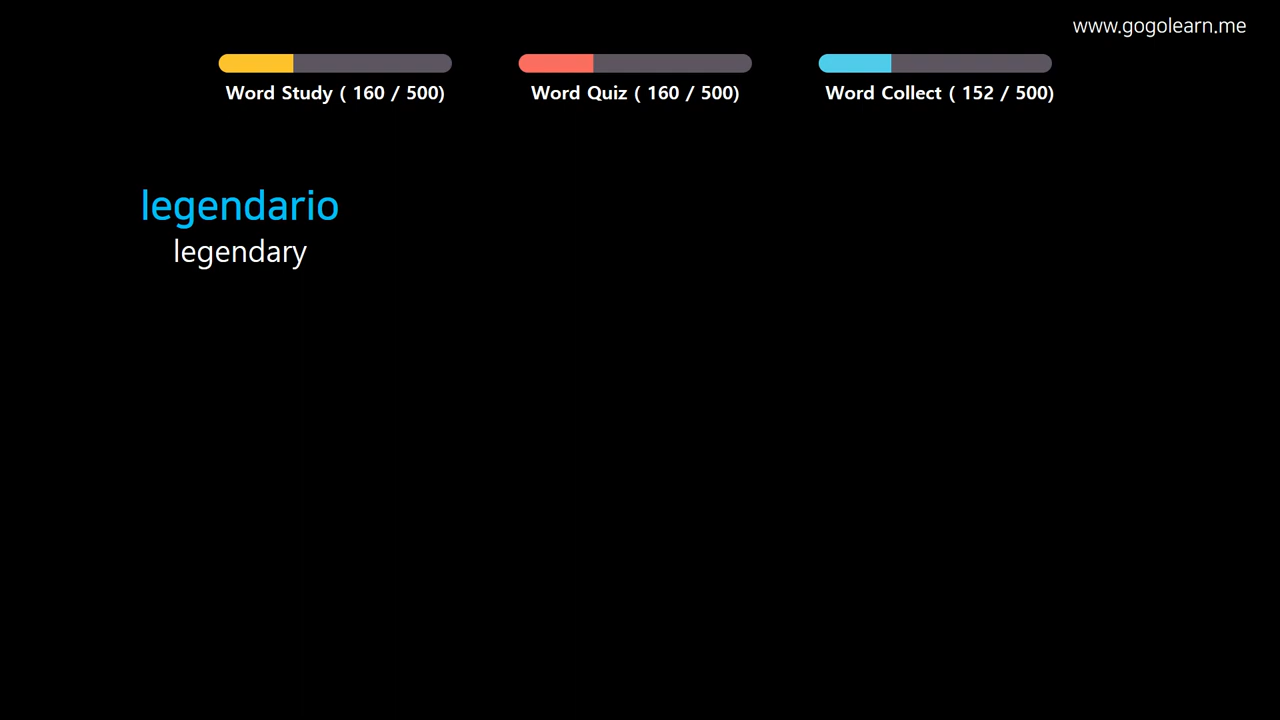 www.gogolearn.me
Word Study ( 160 / 500)
Word Quiz ( 160 / 500)
Word Collect ( 152 / 500)
legendario
legendary